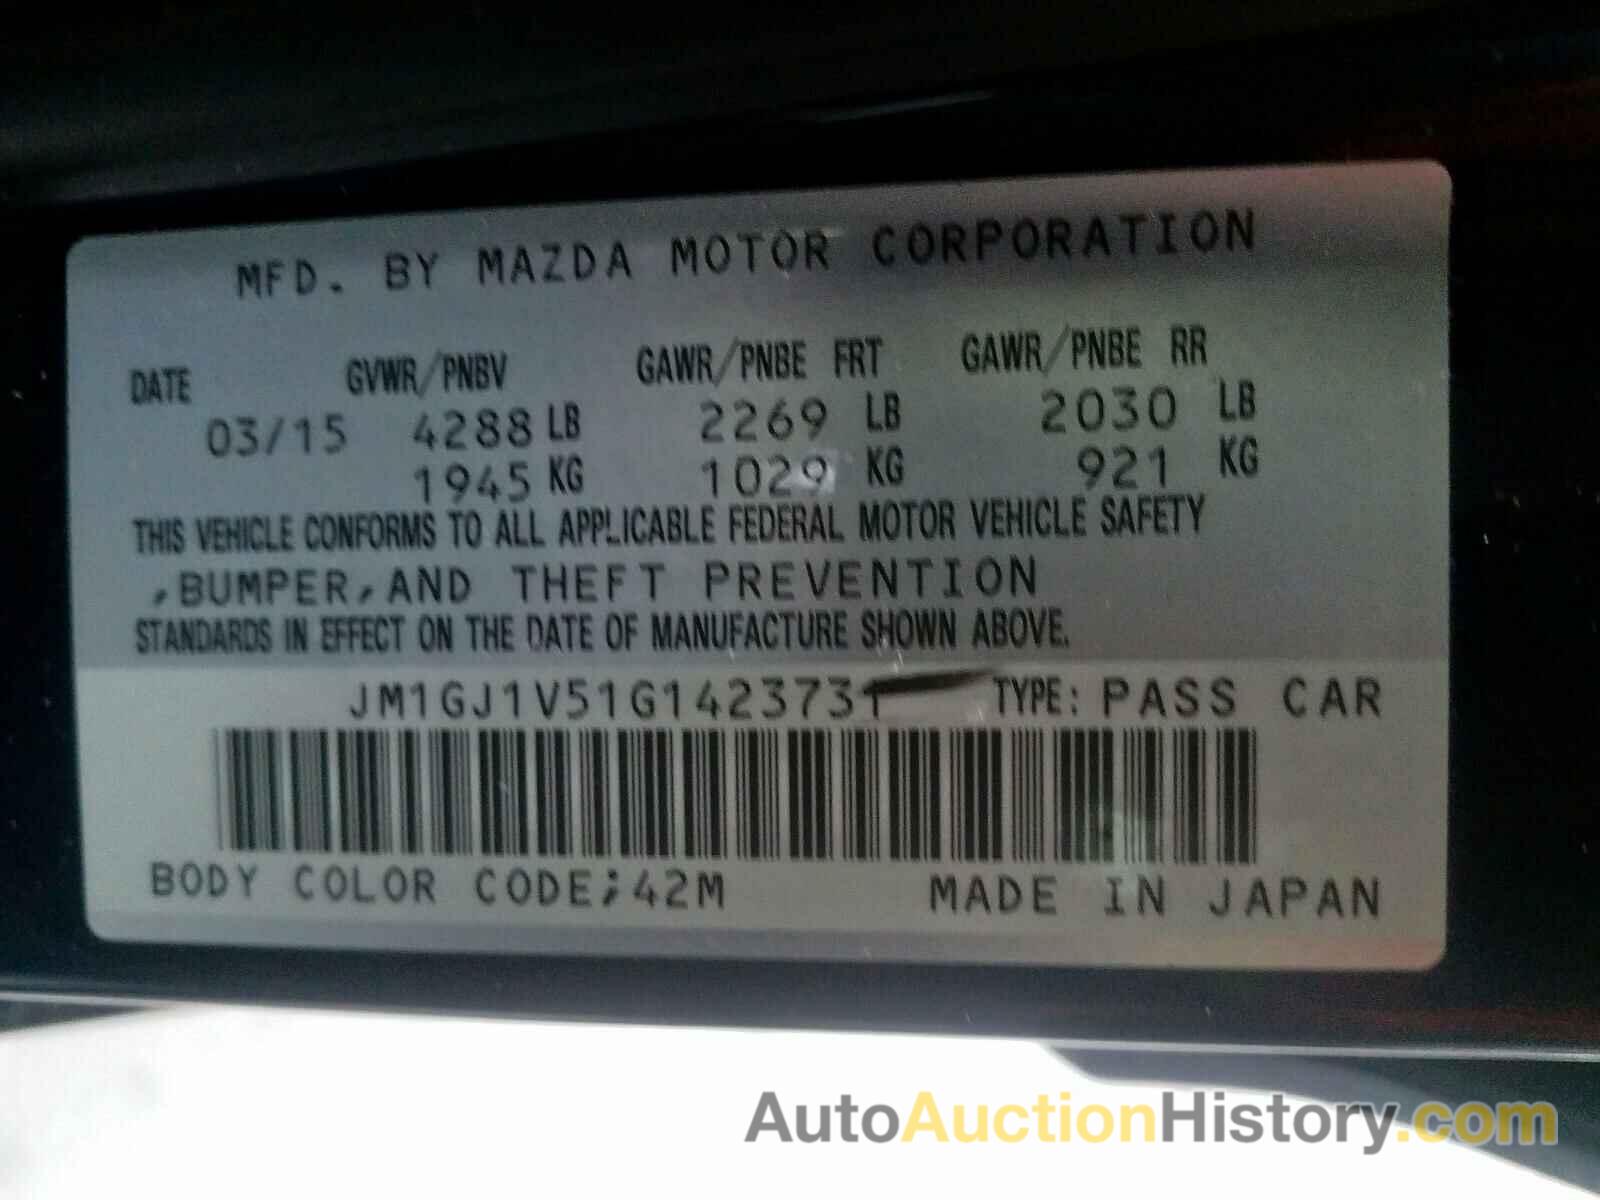 MFD. BY MAZDA MOTOR CORPORATION
DATE GVWR/PNBV GAWR/PNBE FRT GAWR/PNBE RR
03/15 4288 LB 2269 LB 2030 LB
1945 KG 1029 KG 921 KG
THIS VEHICLE CONFORMS TO ALL APPLICABLE FEDERAL MOTOR VEHICLE SAFETY
,BUMPER,AND THEFT PREVENTION
STANDARDS IN EFFECT ON THE DATE OF MANUFACTURE SHOWN ABOVE.
JM1GJ1V51G1423731 TYPE: PASS CAR
BODY COLOR CODE;42M MADE IN JAPAN
AutoAuctionHistory.com